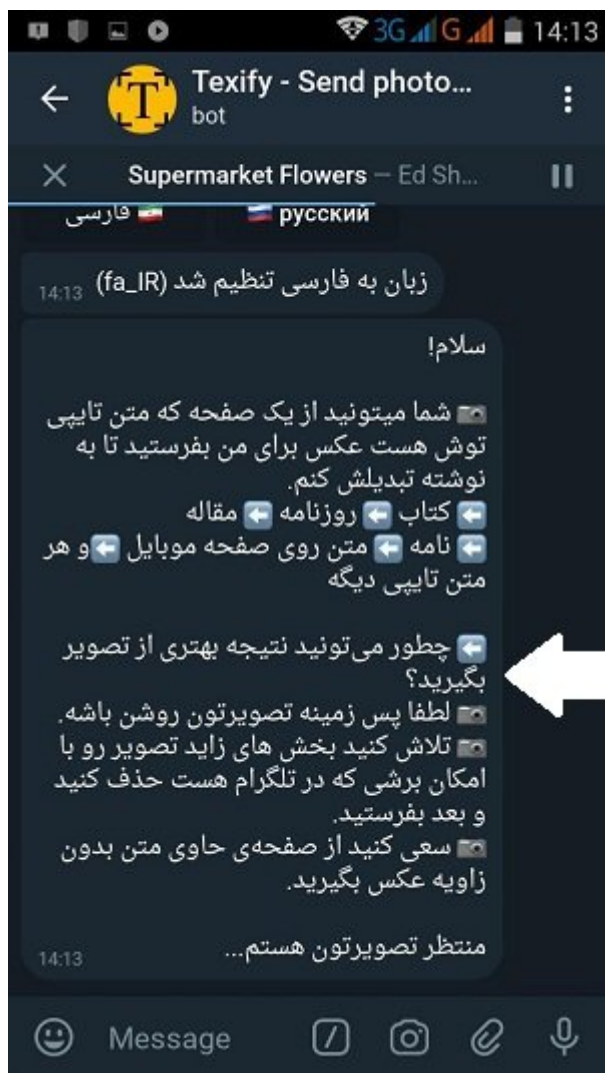 3G G 14:13
Texify - Send photo...
bot
Supermarket Flowers — Ed Sh...
فارسی русский
زبان به فارسی تنظیم شد (fa_IR) 14:13
سلام!
📷 شما میتونید از یک صفحه که متن تایپی
توش هست عکس برای من بفرستید تا به
نوشته تبدیلش کنم.
⬅️ کتاب ⬅️ روزنامه ⬅️ مقاله
⬅️ نامه ⬅️ متن روی صفحه موبایل ⬅️و هر
متن تایپی دیگه
⬅️ چطور می‌تونید نتیجه بهتری از تصویر
بگیرید؟
📷 لطفا پس زمینه تصویرتون روشن باشه.
📷 تلاش کنید بخش های زاید تصویر رو با
امکان برشی که در تلگرام هست حذف کنید
و بعد بفرستید.
📷 سعی کنید از صفحه‌ی حاوی متن بدون
زاویه عکس بگیرید.
منتظر تصویرتون هستم...
14:13
Message